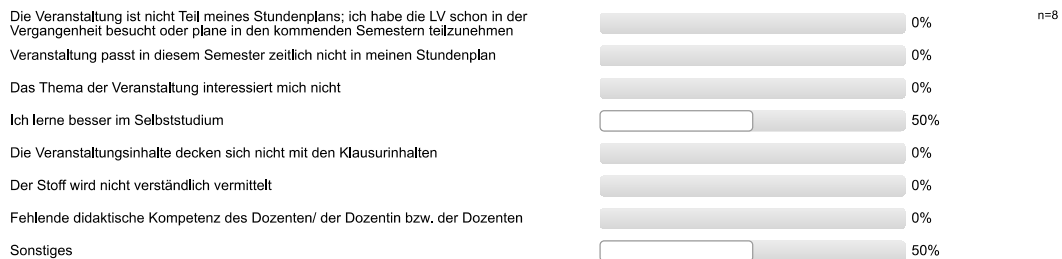 Die Veranstaltung ist nicht Teil meines Stundenplans; ich habe die LV schon in der
Vergangenheit besucht oder plane in den kommenden Semestern teilzunehmen
0%
n=8
Veranstaltung passt in diesem Semester zeitlich nicht in meinen Stundenplan
0%
Das Thema der Veranstaltung interessiert mich nicht
0%
Ich lerne besser im Selbststudium
50%
Die Veranstaltungsinhalte decken sich nicht mit den Klausurinhalten
0%
Der Stoff wird nicht verständlich vermittelt
0%
Fehlende didaktische Kompetenz des Dozenten/ der Dozentin bzw. der Dozenten
0%
Sonstiges
50%